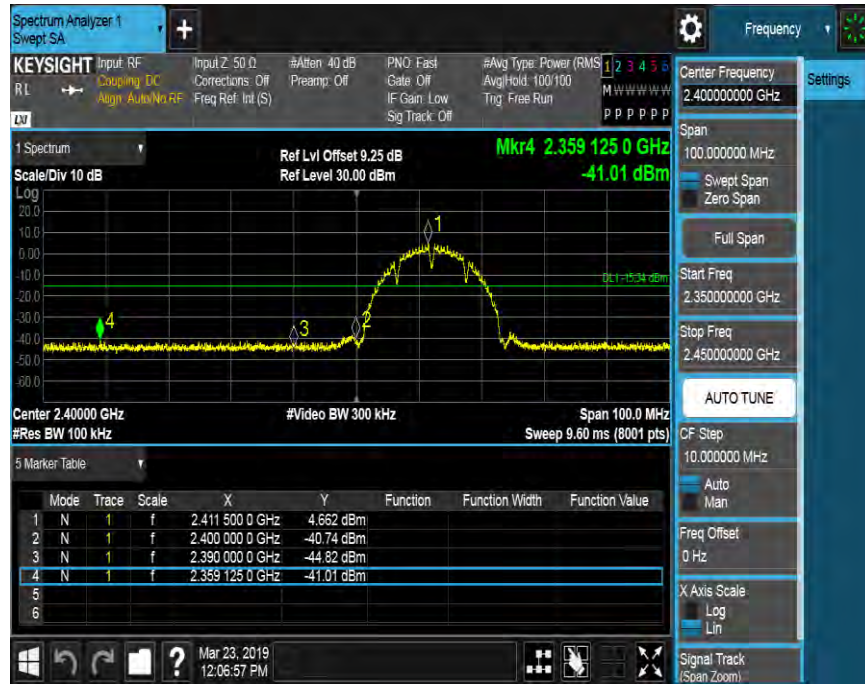 Spectrum Analyzer 1
Swept SA
+
Frequency
KEYSIGHT
RL
LXI
Input: RF
Coupling: DC
Align: Auto/No RF
Input Z: 50 Ω
Corrections: Off
Freq Ref: Int (S)
#Atten: 40 dB
Preamp: Off
PNO: Fast
Gate: Off
IF Gain: Low
Sig Track: Off
#Avg Type: Power (RMS
Avg|Hold: 100/100
Trig: Free Run
1 2 3 4 5 6
M W W W W W
P P P P P P
1 Spectrum
Scale/Div 10 dB
Ref Lvl Offset 9.25 dB
Ref Level 30.00 dBm
Mkr4 2.359 125 0 GHz
-41.01 dBm
Log
20.0
10.0
0.00
-10.0
-20.0
-30.0
-40.0
-50.0
-60.0
1
2
3
4
DL1 -15.34 dBm
Center 2.40000 GHz
#Res BW 100 kHz
#Video BW 300 kHz
Span 100.0 MHz
Sweep 9.60 ms (8001 pts)
5 Marker Table
Mode Trace Scale X Y Function Function Width Function Value
1 N 1 f 2.411 500 0 GHz 4.662 dBm
2 N 1 f 2.400 000 0 GHz -40.74 dBm
3 N 1 f 2.390 000 0 GHz -44.82 dBm
4 N 1 f 2.359 125 0 GHz -41.01 dBm
5
6
?
Mar 23, 2019
12:06:57 PM
Center Frequency
2.400000000 GHz
Settings
Span
100.000000 MHz
Swept Span
Zero Span
Full Span
Start Freq
2.350000000 GHz
Stop Freq
2.450000000 GHz
AUTO TUNE
CF Step
10.000000 MHz
Auto
Man
Freq Offset
0 Hz
X Axis Scale
Log
Lin
Signal Track
(Span Zoom)